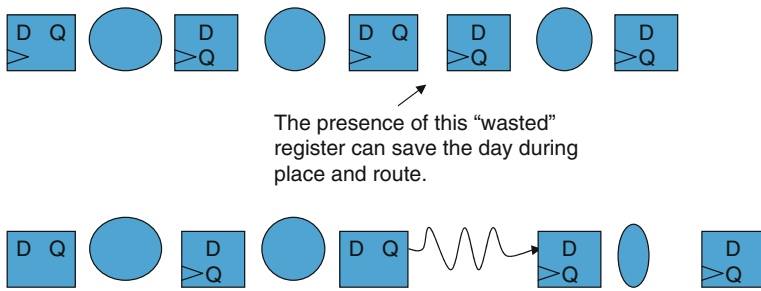 D Q
D
Q
D Q
D
Q
D
Q
The presence of this “wasted”
register can save the day during
place and route.
D Q
D
Q
D Q
D
Q
D
Q